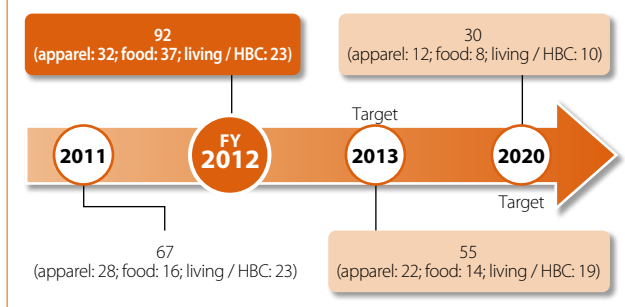 92
(apparel: 32; food: 37; living / HBC: 23)
30
(apparel: 12; food: 8; living / HBC: 10)
Target
2011
FY
2012
2013
2020
Target
67
(apparel: 28; food: 16; living / HBC: 23)
55
(apparel: 22; food: 14; living / HBC: 19)